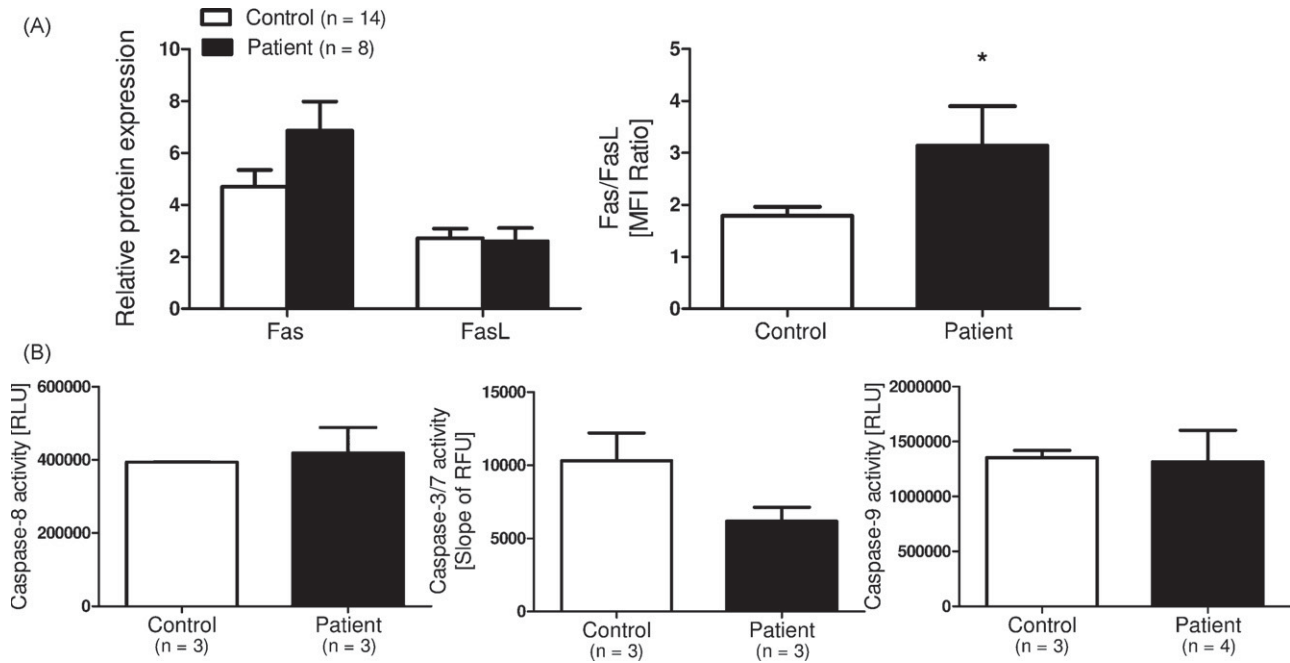 (A)
Control (n = 14)
Patient (n = 8)
Relative protein expression
10
8
6
4
2
0
Fas
FasL
Fas/FasL
[MFI Ratio]
5
4
3
2
1
0
*
Control
Patient
(B)
Caspase-8 activity [RLU]
600000
400000
200000
0
Control
(n = 3)
Patient
(n = 3)
Caspase-3/7 activity
[Slope of RFU]
15000
10000
5000
0
Control
(n = 3)
Patient
(n = 3)
Caspase-9 activity [RLU]
2000000
1500000
1000000
500000
0
Control
(n = 3)
Patient
(n = 4)